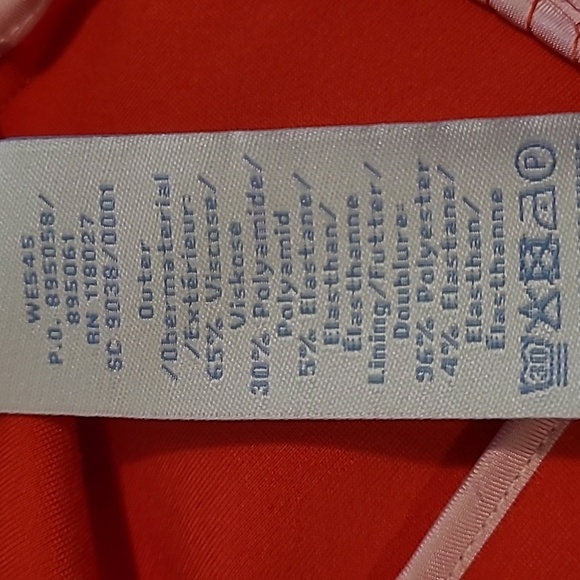 WE545
P.O. 895058/
895061
RN 118027
SC 9038/0001
Outer
/Obermaterial
/Extérieur:
65% Viscose/
Viskose
30% Polyamide/
Polyamid
5% Elastane/
Elasthan/
Élasthanne
Lining/Futter/
Doublure:
96% Polyester
4% Elastane/
Elasthan/
Élasthanne
30
P